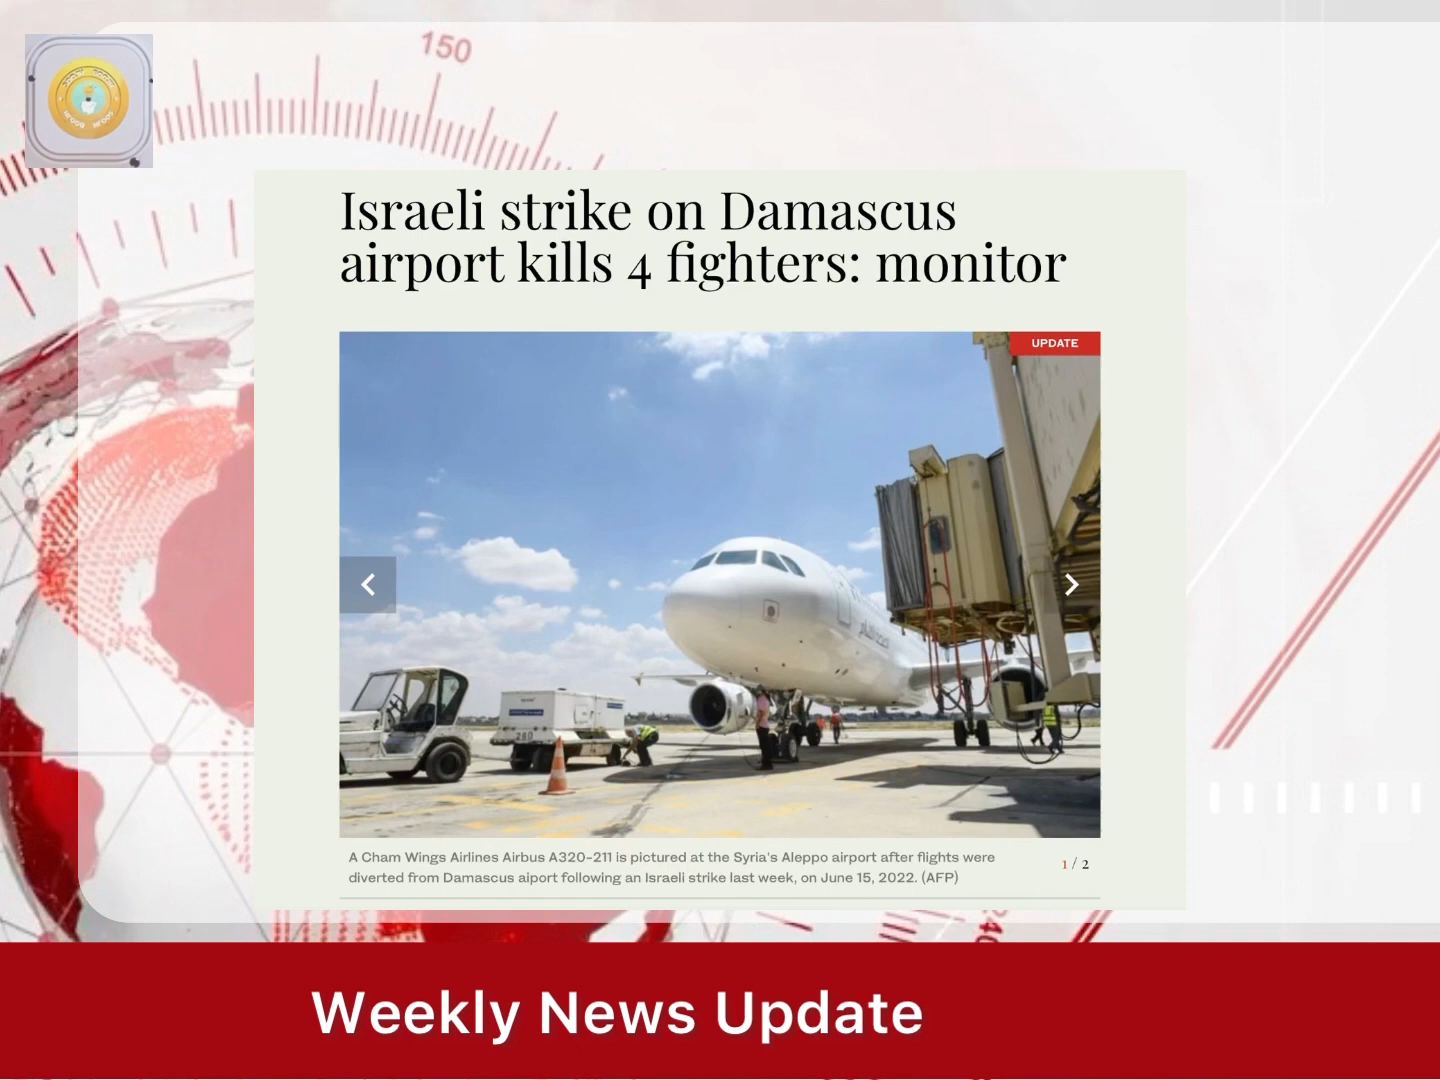 150
Israeli strike on Damascus
airport kills 4 fighters: monitor
UPDATE
280
A Cham Wings Airlines Airbus A320-211 is pictured at the Syria's Aleppo airport after flights were
diverted from Damascus aiport following an Israeli strike last week, on June 15, 2022. (AFP)
1 / 2
240
Weekly News Update